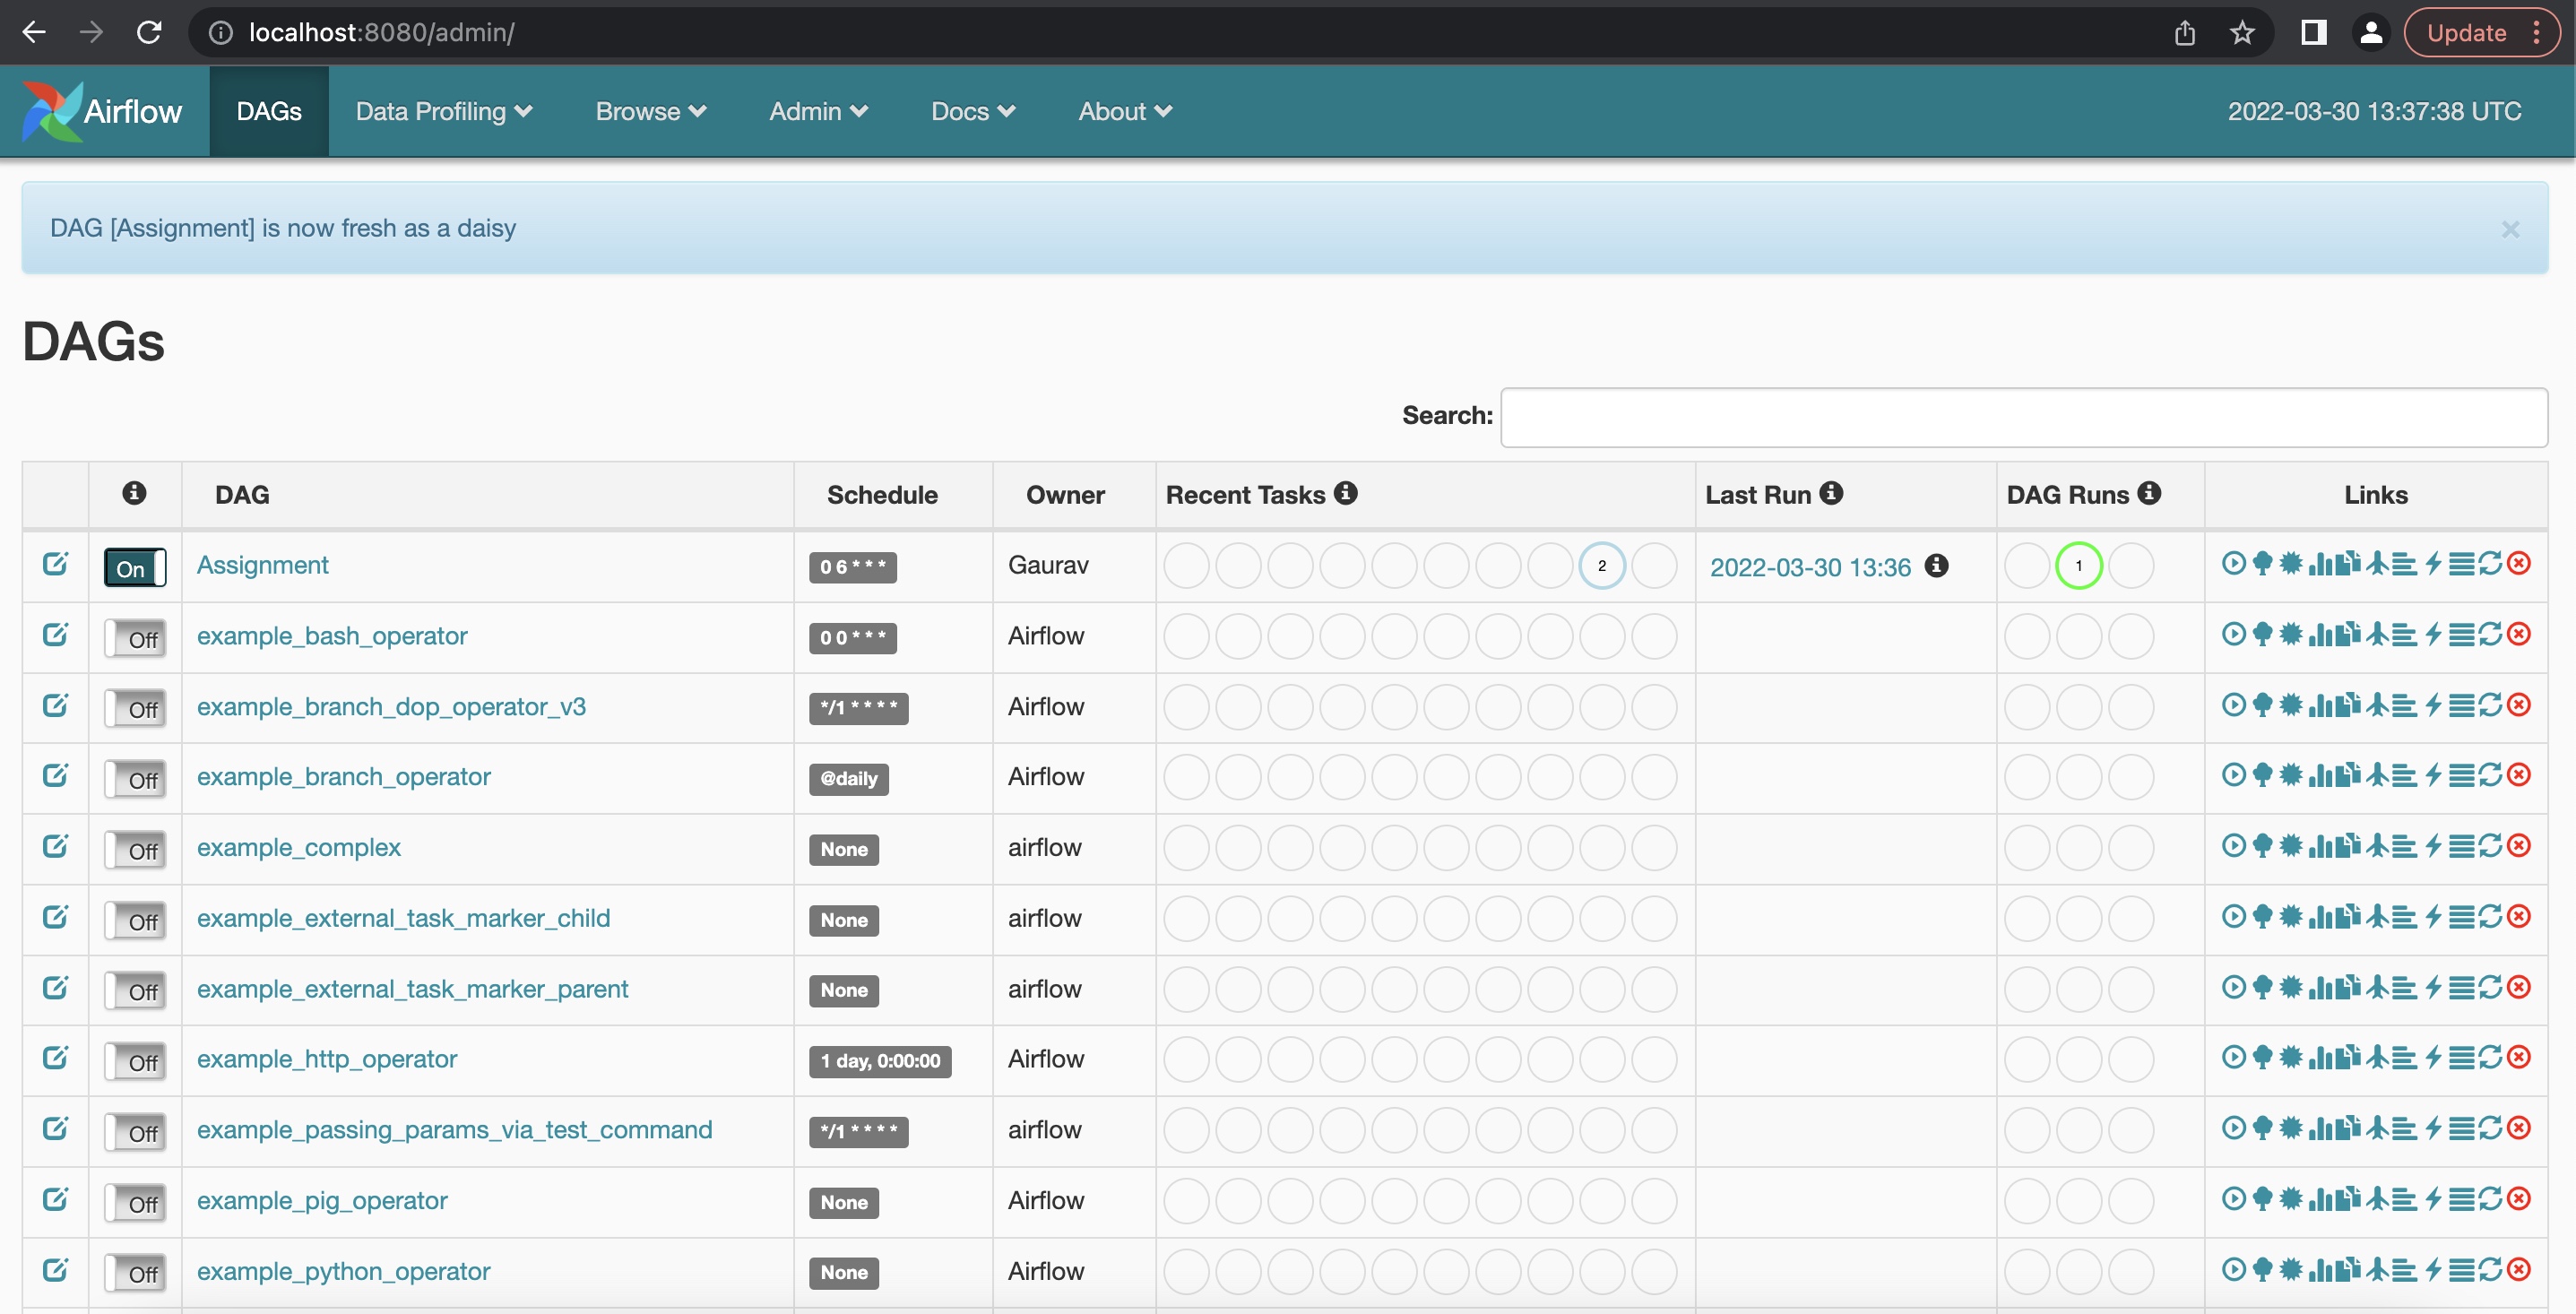 localhost:8080/admin/
Update
Airflow DAGs Data Profiling Browse Admin Docs About 2022-03-30 13:37:38 UTC
DAG [Assignment] is now fresh as a daisy ×
DAGs
Search:
DAG Schedule Owner Recent Tasks Last Run DAG Runs Links
On Assignment 0 6 * * * Gaurav 2 2022-03-30 13:36 1
Off example_bash_operator 0 0 * * * Airflow
Off example_branch_dop_operator_v3 */1 * * * * Airflow
Off example_branch_operator @daily Airflow
Off example_complex None airflow
Off example_external_task_marker_child None airflow
Off example_external_task_marker_parent None airflow
Off example_http_operator 1 day, 0:00:00 Airflow
Off example_passing_params_via_test_command */1 * * * * airflow
Off example_pig_operator None Airflow
Off example_python_operator None Airflow